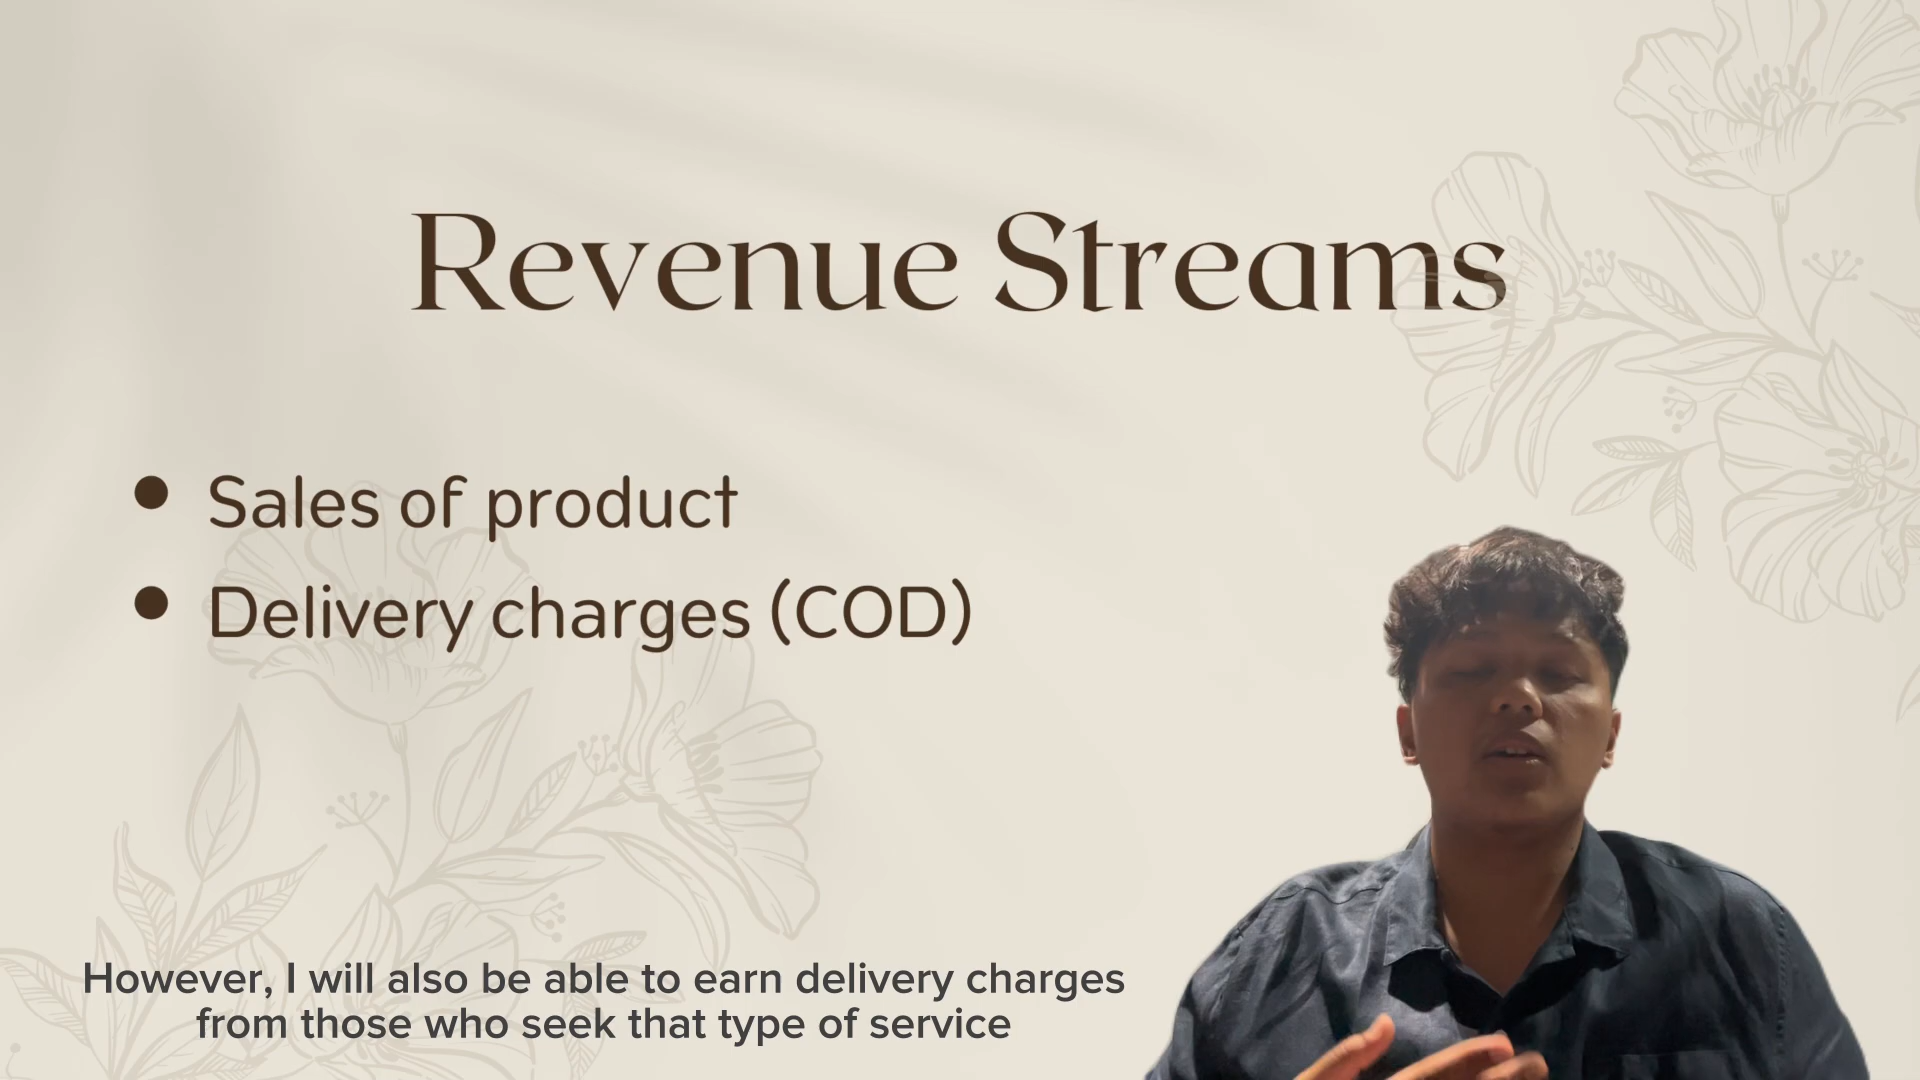 Revenue Streams
Sales of product
Delivery charges (COD)
However, I will also be able to earn delivery charges
from those who seek that type of service